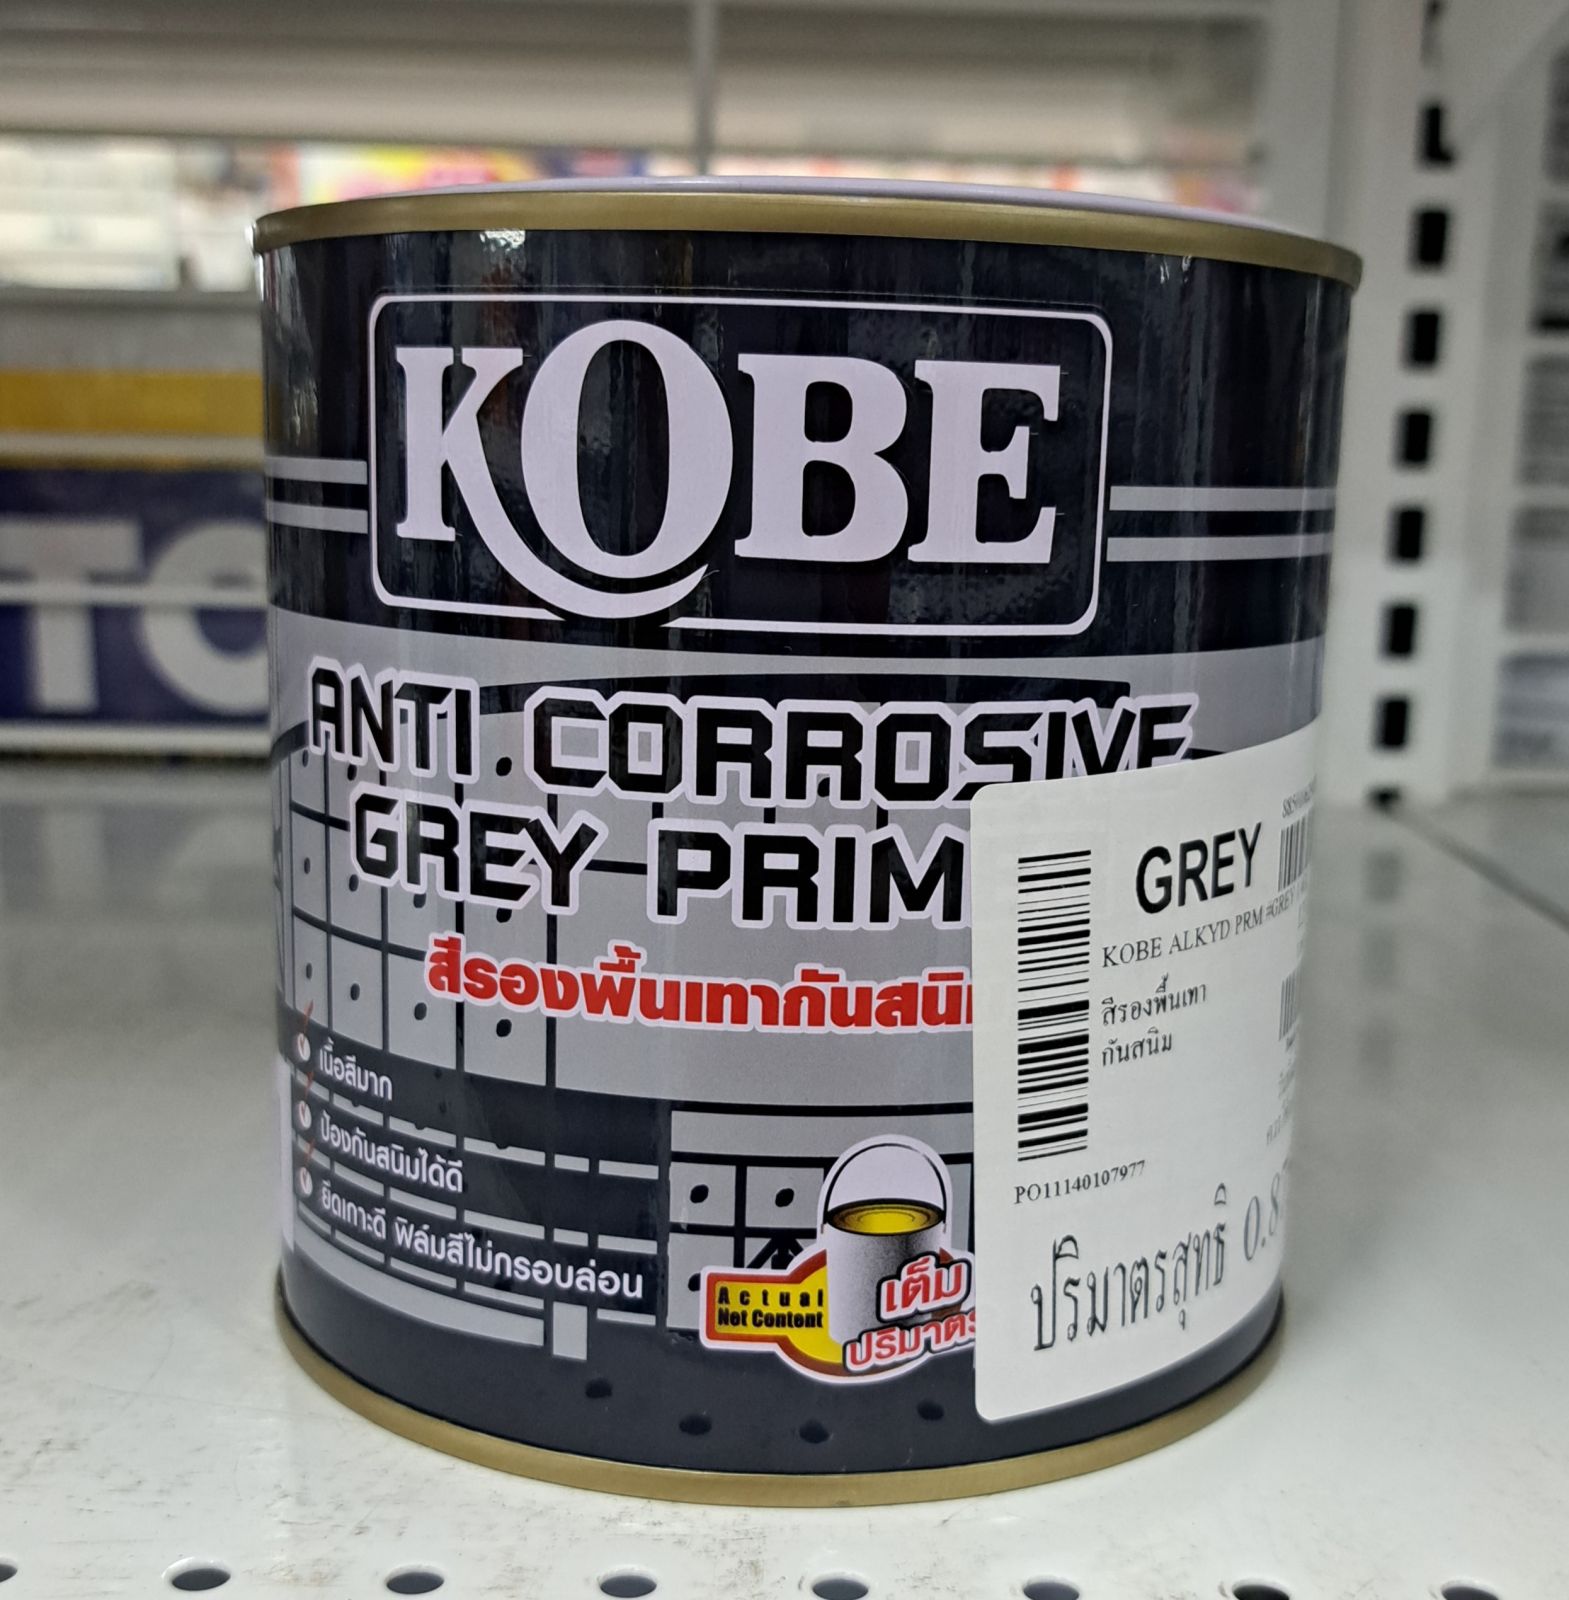 KOBE
ANTI CORROSIVE
GREY PRIM
สีรองพื้นเทากันสนิม
เนื้อสีมาก
ป้องกันสนิมได้ดี
ยึดเกาะดี ฟิล์มสีไม่กรอบล่อน
Actual
Net Content
เต็ม
ปริมาตร
GREY
KOBE ALKYD PRM #GREY
สีรองพื้นเทา
กันสนิม
PO11140107977
ปริมาตรสุทธิ 0.8
TO